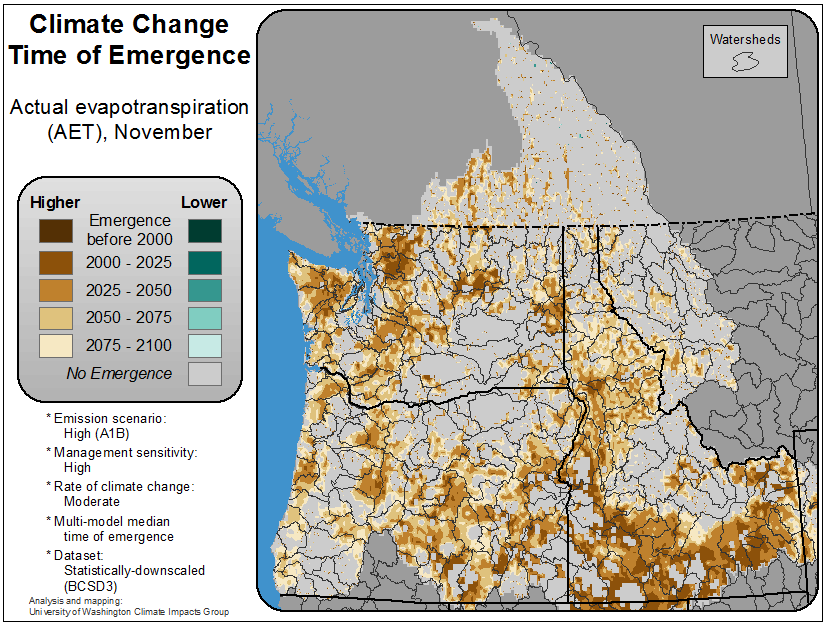 Climate Change
Time of Emergence
Actual evapotranspiration
(AET), November
Higher Lower
Emergence
before 2000
2000 - 2025
2025 - 2050
2050 - 2075
2075 - 2100
No Emergence
* Emission scenario:
High (A1B)
* Management sensitivity:
High
* Rate of climate change:
Moderate
* Multi-model median
time of emergence
* Dataset:
Statistically-downscaled
(BCSD3)
Analysis and mapping:
University of Washington Climate Impacts Group
Watersheds